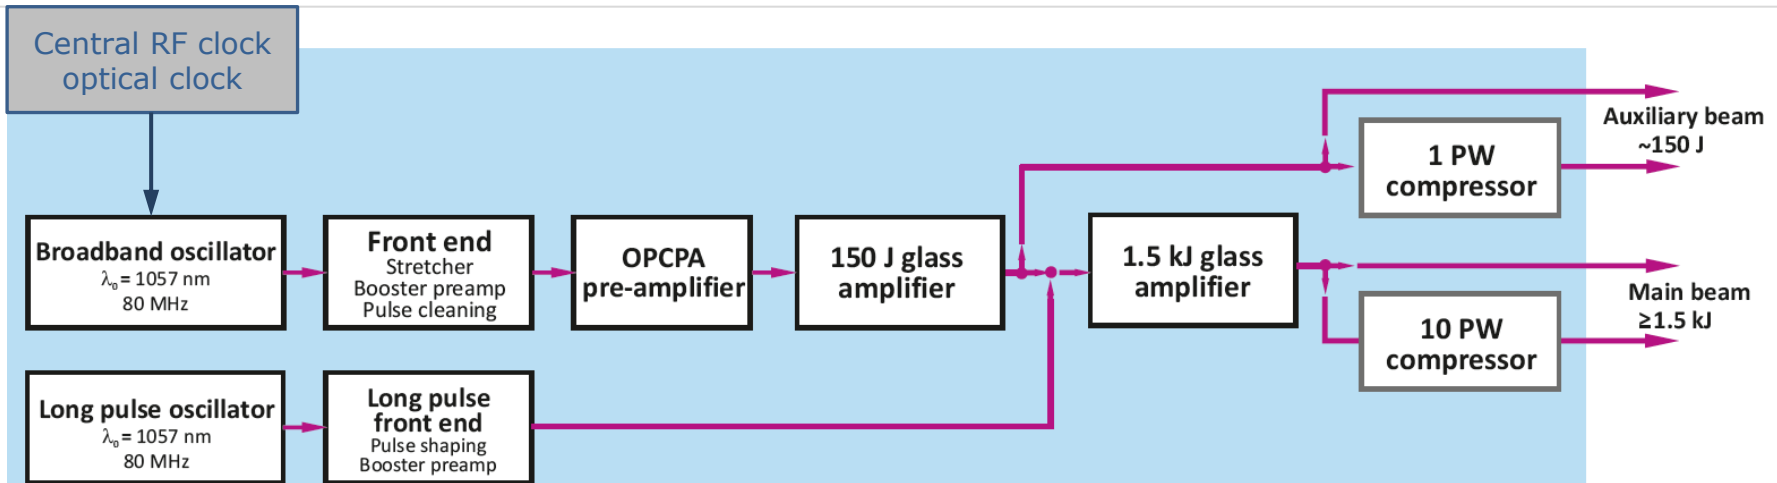 Central RF clock
optical clock
Broadband oscillator
λ₀ = 1057 nm
80 MHz
Front end
Stretcher
Booster preamp
Pulse cleaning
OPCPA
pre-amplifier
150 J glass
amplifier
1.5 kJ glass
amplifier
1 PW
compressor
Auxiliary beam
~150 J
10 PW
compressor
Main beam
≥1.5 kJ
Long pulse oscillator
λ₀ = 1057 nm
80 MHz
Long pulse
front end
Pulse shaping
Booster preamp